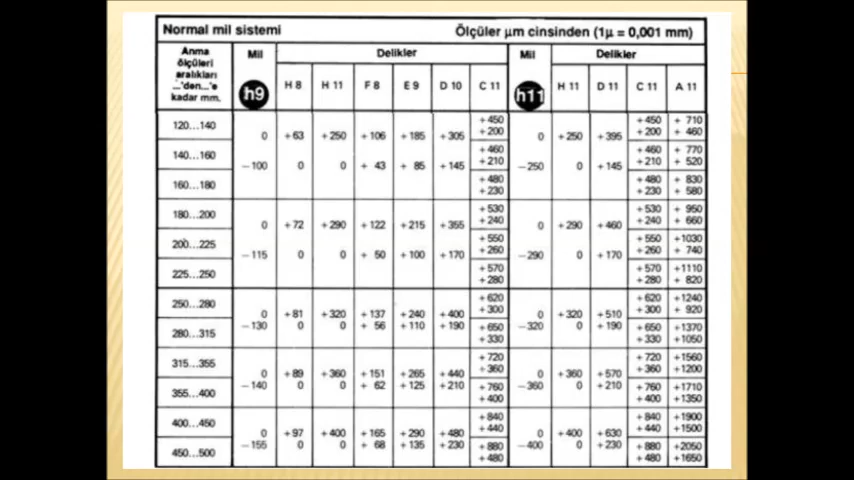 Normal mil sistemi Ölçüler µm cinsinden (1µ = 0,001 mm)
Anma ölçüleri aralıkları ...'den...'e kadar mm. Mil h9 Delikler Mil h11 Delikler
H 8 H 11 F 8 E 9 D 10 C 11 H 11 D 11 C 11 A 11
120...140 +450 +200 +450 +200 + 710 + 460
0 +63 +250 +106 +185 +305 0 +250 +395
140...160 +460 +210 +460 +210 + 770 + 520
−100 0 0 + 43 + 85 +145 −250 0 +145
160...180 +480 +230 +480 +230 + 830 + 580
180...200 +530 +240 +530 +240 + 950 + 660
0 +72 +290 +122 +215 +355 0 +290 +460
200...225 +550 +260 +550 +260 +1030 + 740
−115 0 0 + 50 +100 +170 −290 0 +170
225...250 +570 +280 +570 +280 +1110 + 820
250...280 +620 +300 +620 +300 +1240 + 920
0 +81 +320 +137 +240 +400 0 +320 +510
−130 0 0 + 56 +110 +190 −320 0 +190
280...315 +650 +330 +650 +330 +1370 +1050
315...355 +720 +360 +720 +360 +1560 +1200
0 +89 +360 +151 +265 +440 0 +360 +570
−140 0 0 + 62 +125 +210 −360 0 +210
355...400 +760 +400 +760 +400 +1710 +1350
400...450 +840 +440 +840 +440 +1900 +1500
0 +97 +400 +165 +290 +480 0 +400 +630
−155 0 0 + 68 +135 +230 −400 0 +230
450...500 +880 +480 +880 +480 +2050 +1650